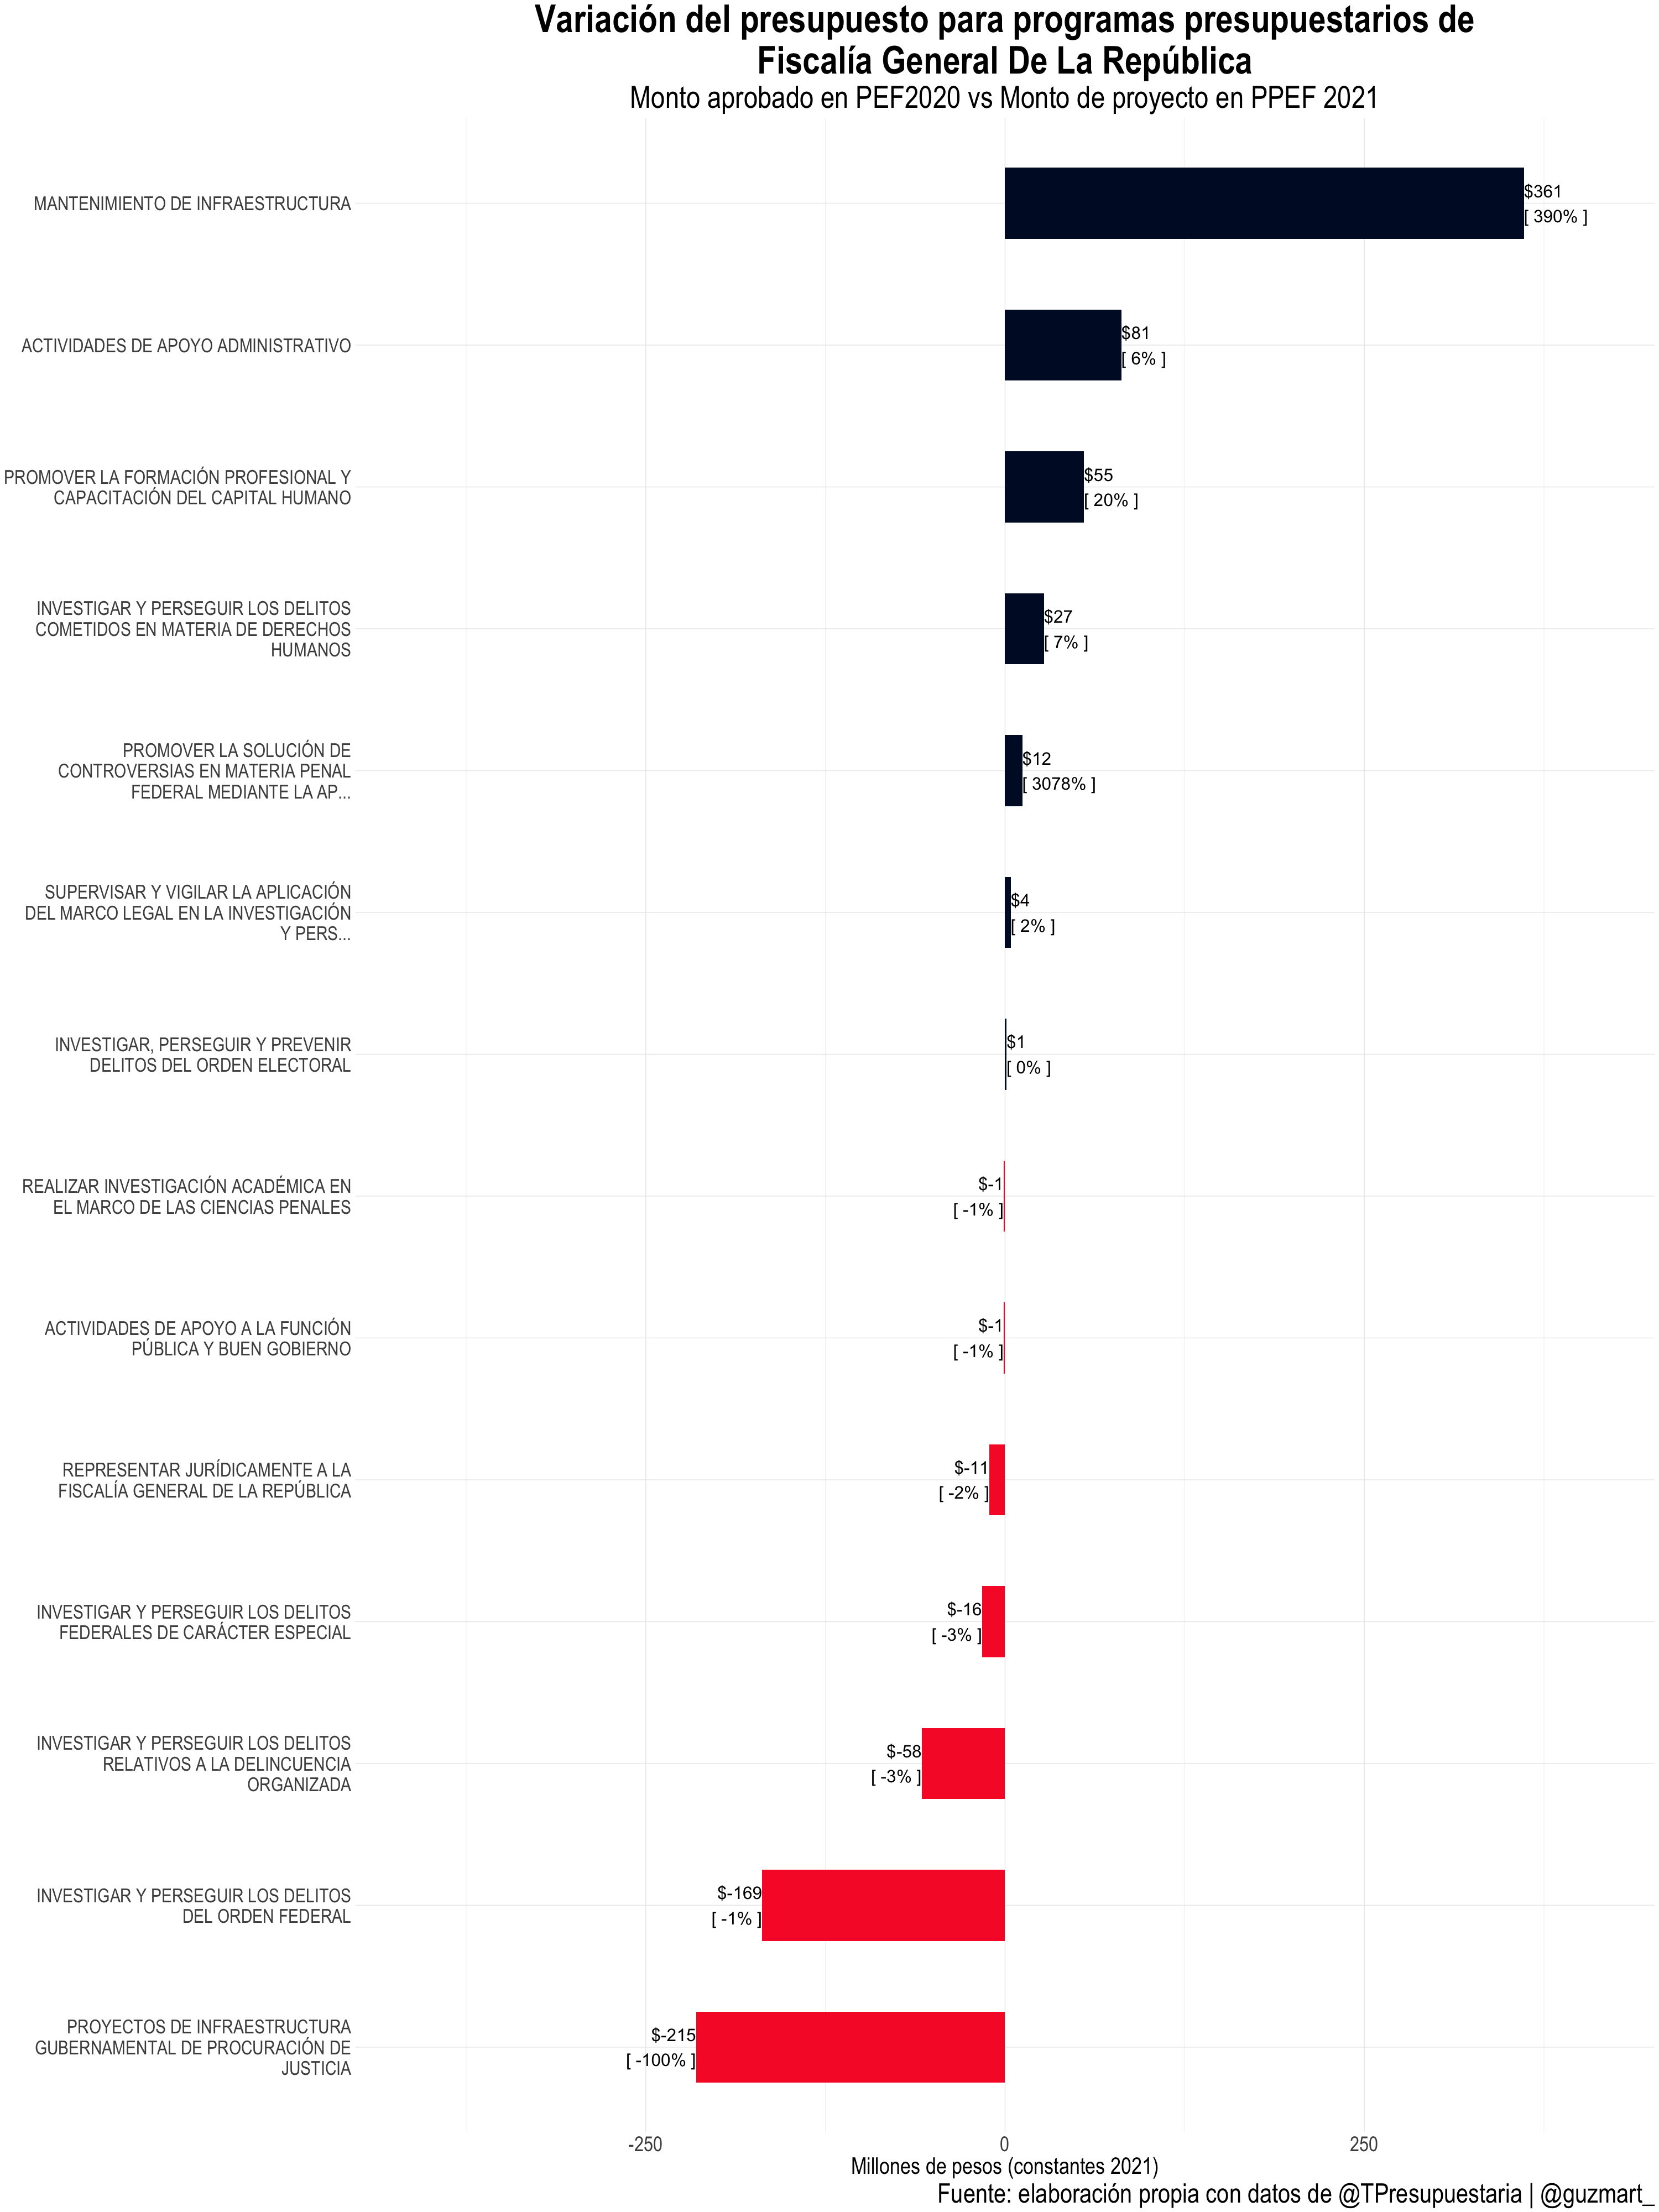 Variación del presupuesto para programas presupuestarios de
Fiscalía General De La República
Monto aprobado en PEF2020 vs Monto de proyecto en PPEF 2021
MANTENIMIENTO DE INFRAESTRUCTURA
$361
[ 390% ]
ACTIVIDADES DE APOYO ADMINISTRATIVO
$81
[ 6% ]
PROMOVER LA FORMACIÓN PROFESIONAL Y
CAPACITACIÓN DEL CAPITAL HUMANO
$55
[ 20% ]
INVESTIGAR Y PERSEGUIR LOS DELITOS
COMETIDOS EN MATERIA DE DERECHOS
HUMANOS
$27
[ 7% ]
PROMOVER LA SOLUCIÓN DE
CONTROVERSIAS EN MATERIA PENAL
FEDERAL MEDIANTE LA AP...
$12
[ 3078% ]
SUPERVISAR Y VIGILAR LA APLICACIÓN
DEL MARCO LEGAL EN LA INVESTIGACIÓN
Y PERS...
$4
[ 2% ]
INVESTIGAR, PERSEGUIR Y PREVENIR
DELITOS DEL ORDEN ELECTORAL
$1
[ 0% ]
REALIZAR INVESTIGACIÓN ACADÉMICA EN
EL MARCO DE LAS CIENCIAS PENALES
$-1
[ -1% ]
ACTIVIDADES DE APOYO A LA FUNCIÓN
PÚBLICA Y BUEN GOBIERNO
$-1
[ -1% ]
REPRESENTAR JURÍDICAMENTE A LA
FISCALÍA GENERAL DE LA REPÚBLICA
$-11
[ -2% ]
INVESTIGAR Y PERSEGUIR LOS DELITOS
FEDERALES DE CARÁCTER ESPECIAL
$-16
[ -3% ]
INVESTIGAR Y PERSEGUIR LOS DELITOS
RELATIVOS A LA DELINCUENCIA
ORGANIZADA
$-58
[ -3% ]
INVESTIGAR Y PERSEGUIR LOS DELITOS
DEL ORDEN FEDERAL
$-169
[ -1% ]
PROYECTOS DE INFRAESTRUCTURA
GUBERNAMENTAL DE PROCURACIÓN DE
JUSTICIA
$-215
[ -100% ]
-250
0
250
Millones de pesos (constantes 2021)
Fuente: elaboración propia con datos de @TPresupuestaria | @guzmart_